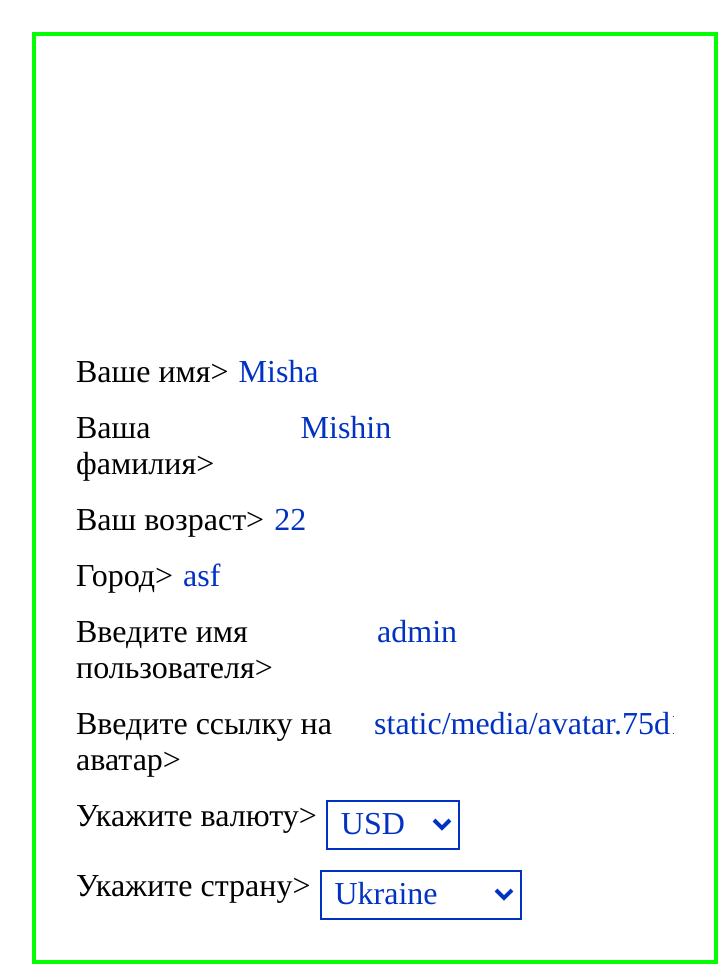 Ваше имя> Misha
Ваша Mishin
фамилия>
Ваш возраст> 22
Город> asf
Введите имя admin
пользователя>
Введите ссылку на static/media/avatar.75d
аватар>
Укажите валюту> USD
Укажите страну> Ukraine